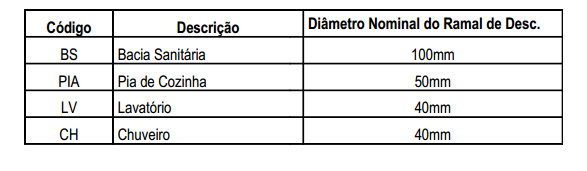 Código Descrição Diâmetro Nominal do Ramal de Desc.
BS Bacia Sanitária 100mm
PIA Pia de Cozinha 50mm
LV Lavatório 40mm
CH Chuveiro 40mm